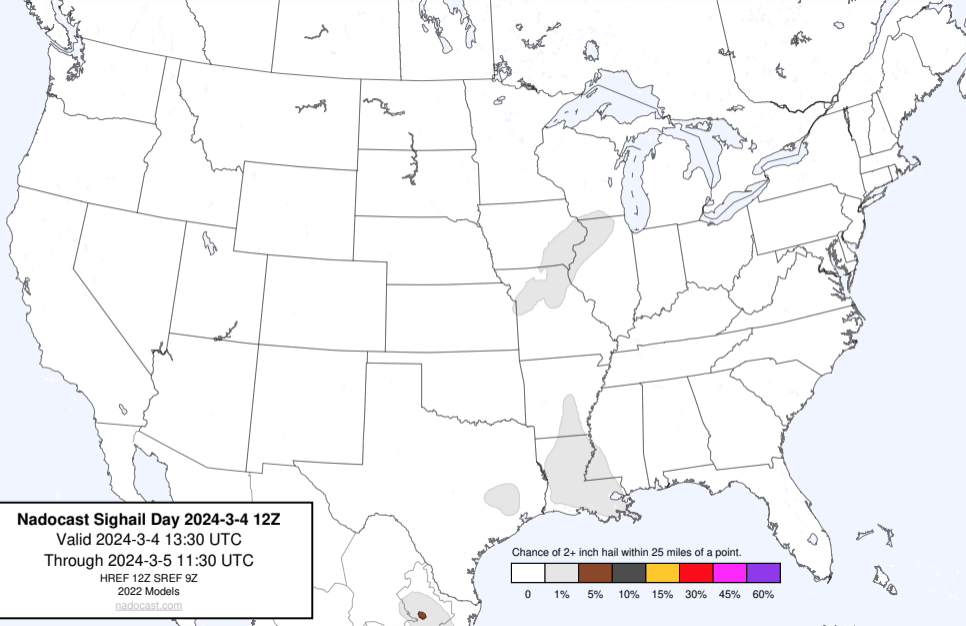 Nadocast Sighail Day 2024-3-4 12Z
Valid 2024-3-4 13:30 UTC
Through 2024-3-5 11:30 UTC
HREF 12Z SREF 9Z
2022 Models
nadocast.com
Chance of 2+ inch hail within 25 miles of a point.
0 1% 5% 10% 15% 30% 45% 60%